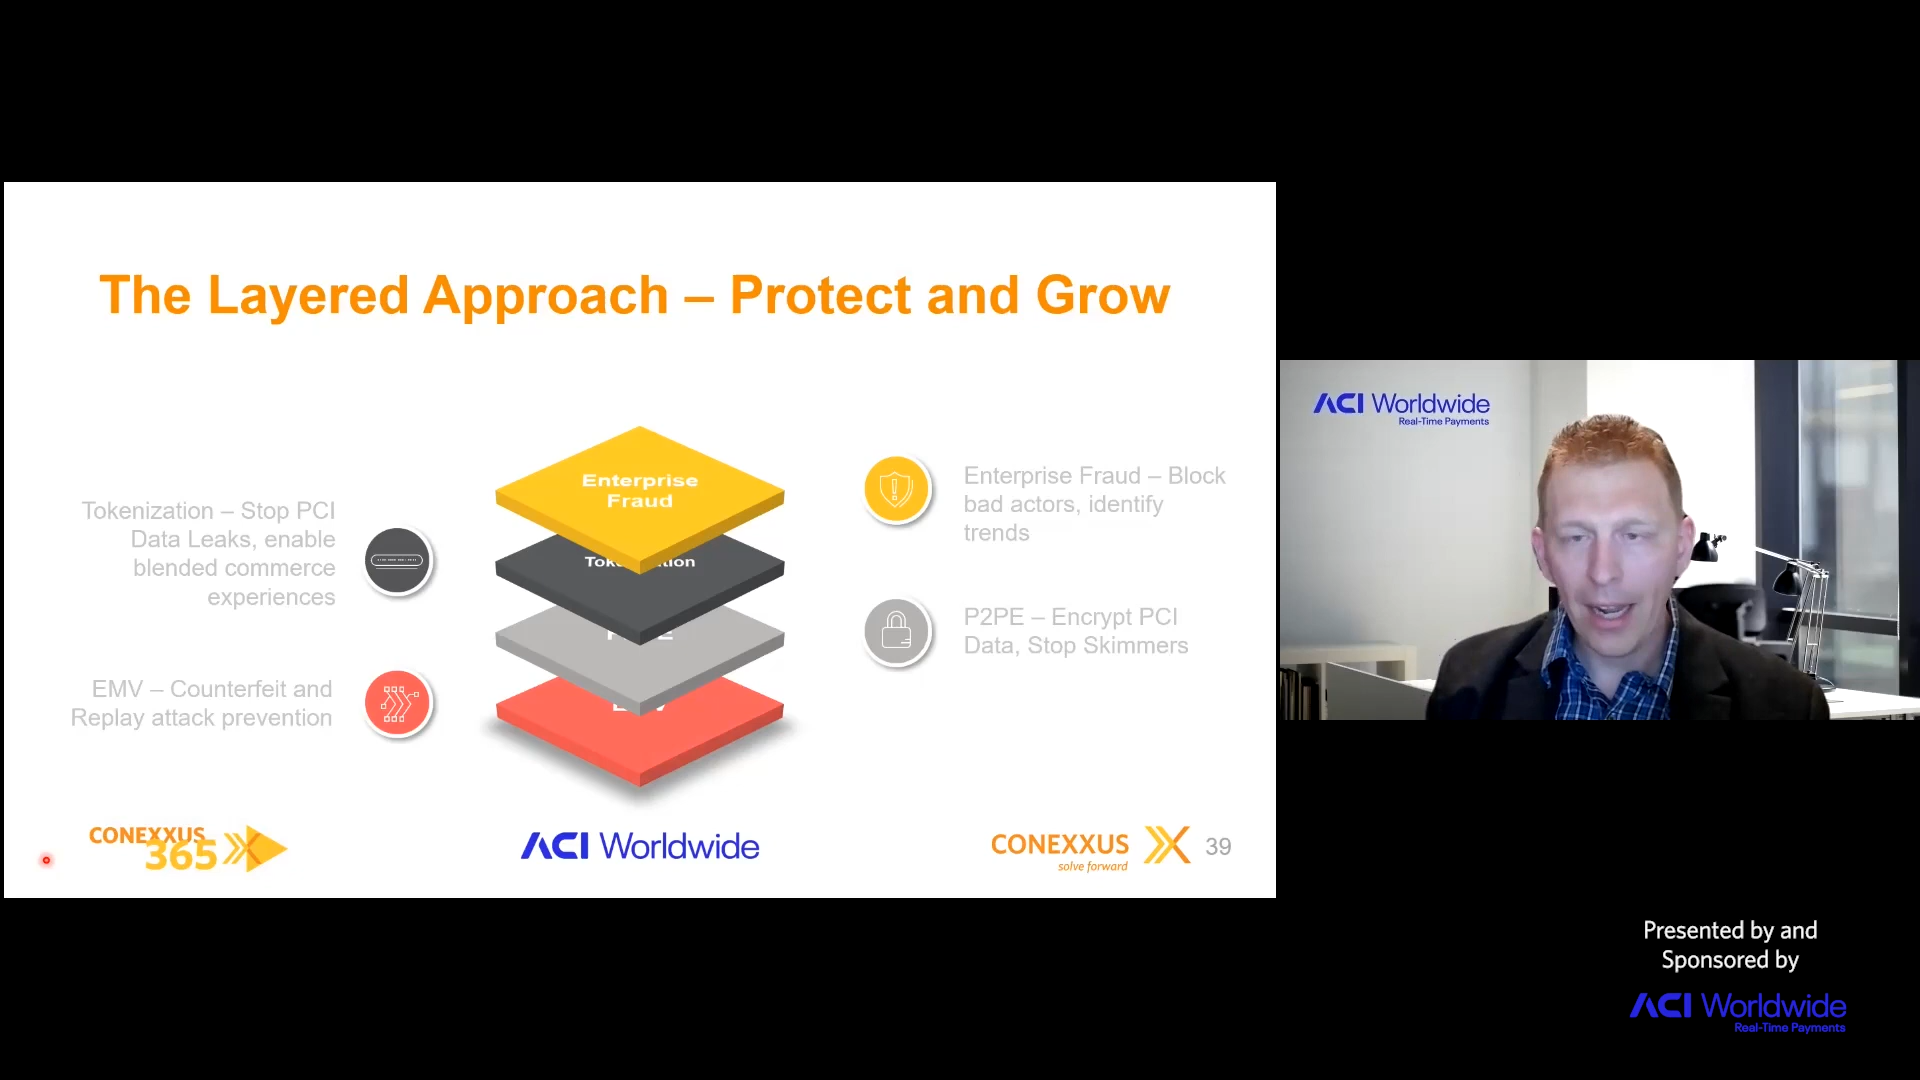 The Layered Approach – Protect and Grow
Tokenization – Stop PCI
Data Leaks, enable
blended commerce
experiences
EMV – Counterfeit and
Replay attack prevention
Enterprise
Fraud
Enterprise Fraud – Block
bad actors, identify
trends
P2PE – Encrypt PCI
Data, Stop Skimmers
CONEXXUS
365
ACI Worldwide
CONEXXUS
solve forward
39
ACI Worldwide
Real-Time Payments
Presented by and
Sponsored by
ACI Worldwide
Real-Time Payments